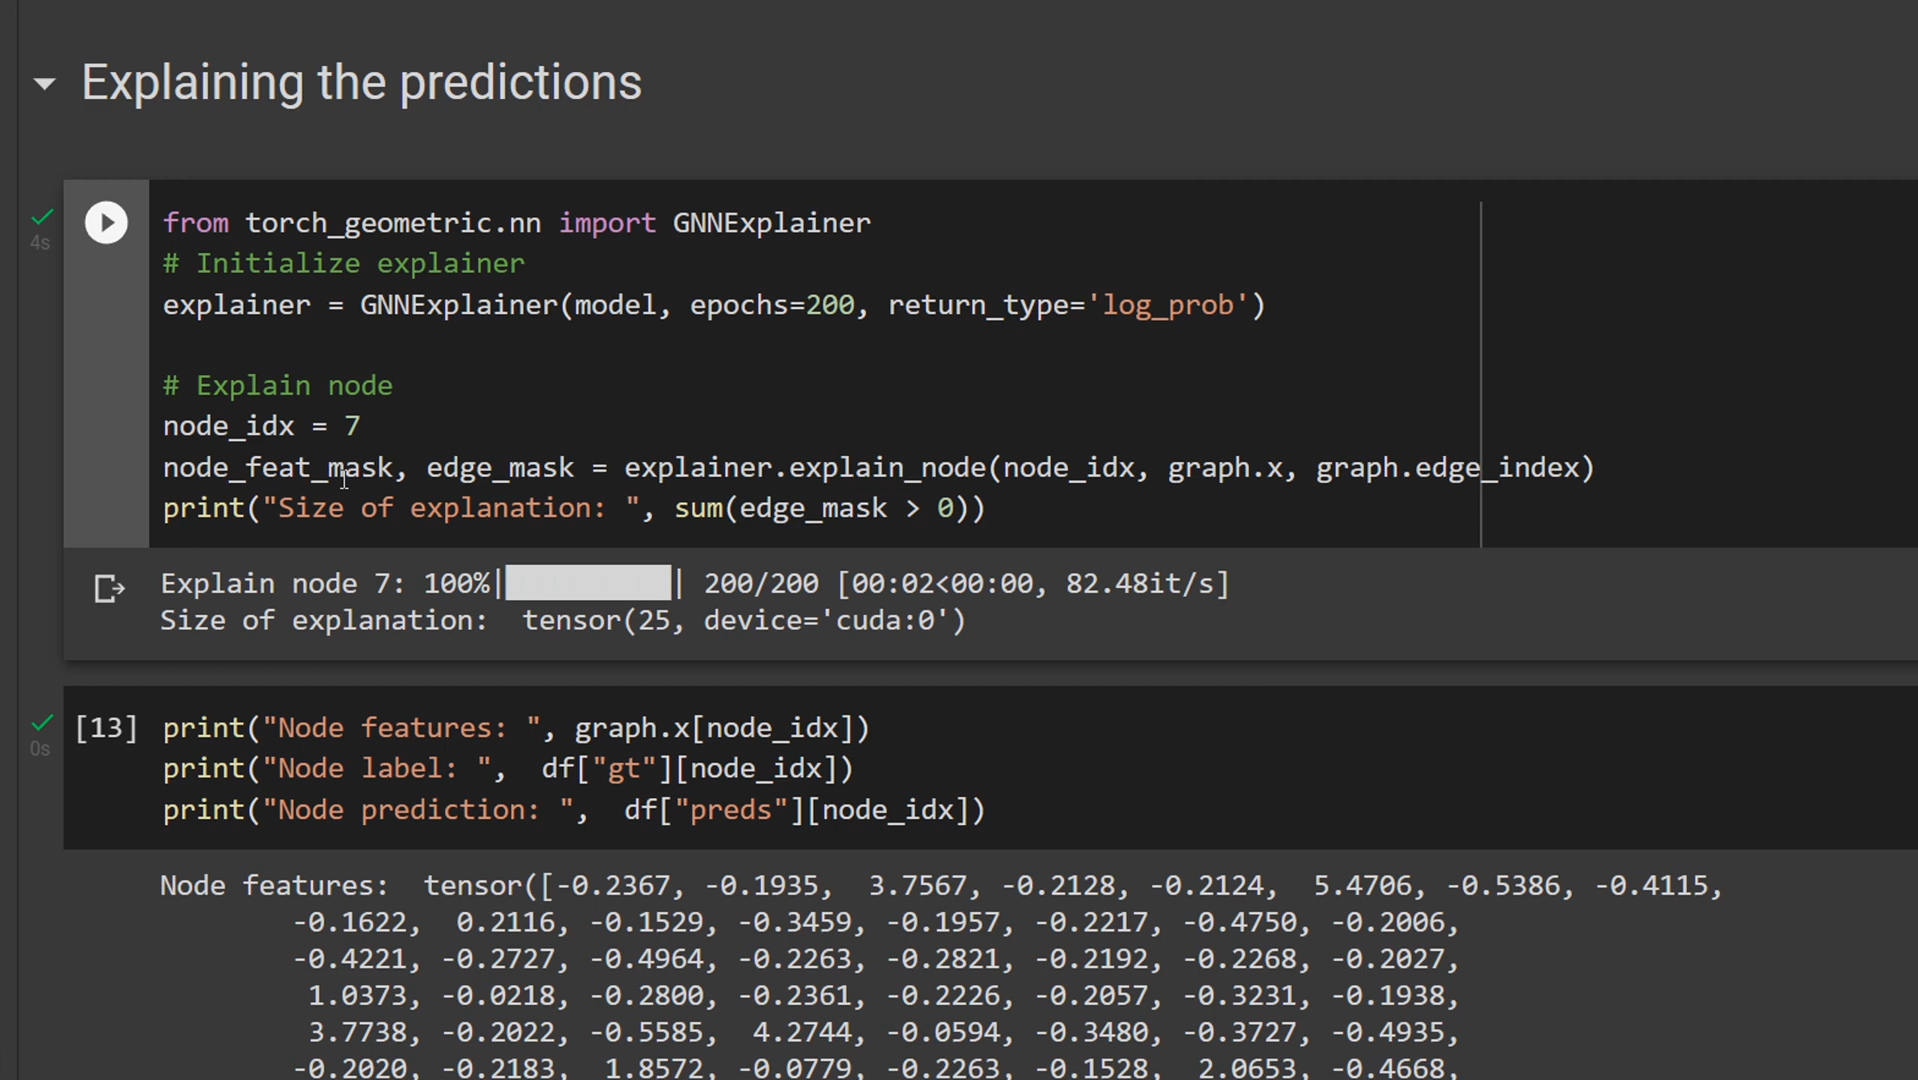 Explaining the predictions
4s
from torch_geometric.nn import GNNExplainer
# Initialize explainer
explainer = GNNExplainer(model, epochs=200, return_type='log_prob')
# Explain node
node_idx = 7
node_feat_mask, edge_mask = explainer.explain_node(node_idx, graph.x, graph.edge_index)
print("Size of explanation: ", sum(edge_mask > 0))
Explain node 7: 100%|██████████| 200/200 [00:02<00:00, 82.48it/s]
Size of explanation:  tensor(25, device='cuda:0')
0s
[13] print("Node features: ", graph.x[node_idx])
print("Node label: ",  df["gt"][node_idx])
print("Node prediction: ",  df["preds"][node_idx])
Node features:  tensor([-0.2367, -0.1935,  3.7567, -0.2128, -0.2124,  5.4706, -0.5386, -0.4115,
-0.1622,  0.2116, -0.1529, -0.3459, -0.1957, -0.2217, -0.4750, -0.2006,
-0.4221, -0.2727, -0.4964, -0.2263, -0.2821, -0.2192, -0.2268, -0.2027,
1.0373, -0.0218, -0.2800, -0.2361, -0.2226, -0.2057, -0.3231, -0.1938,
3.7738, -0.2022, -0.5585,  4.2744, -0.0594, -0.3480, -0.3727, -0.4935,
-0.2020, -0.2183,  1.8572, -0.0779, -0.2263, -0.1528,  2.0653, -0.4668,